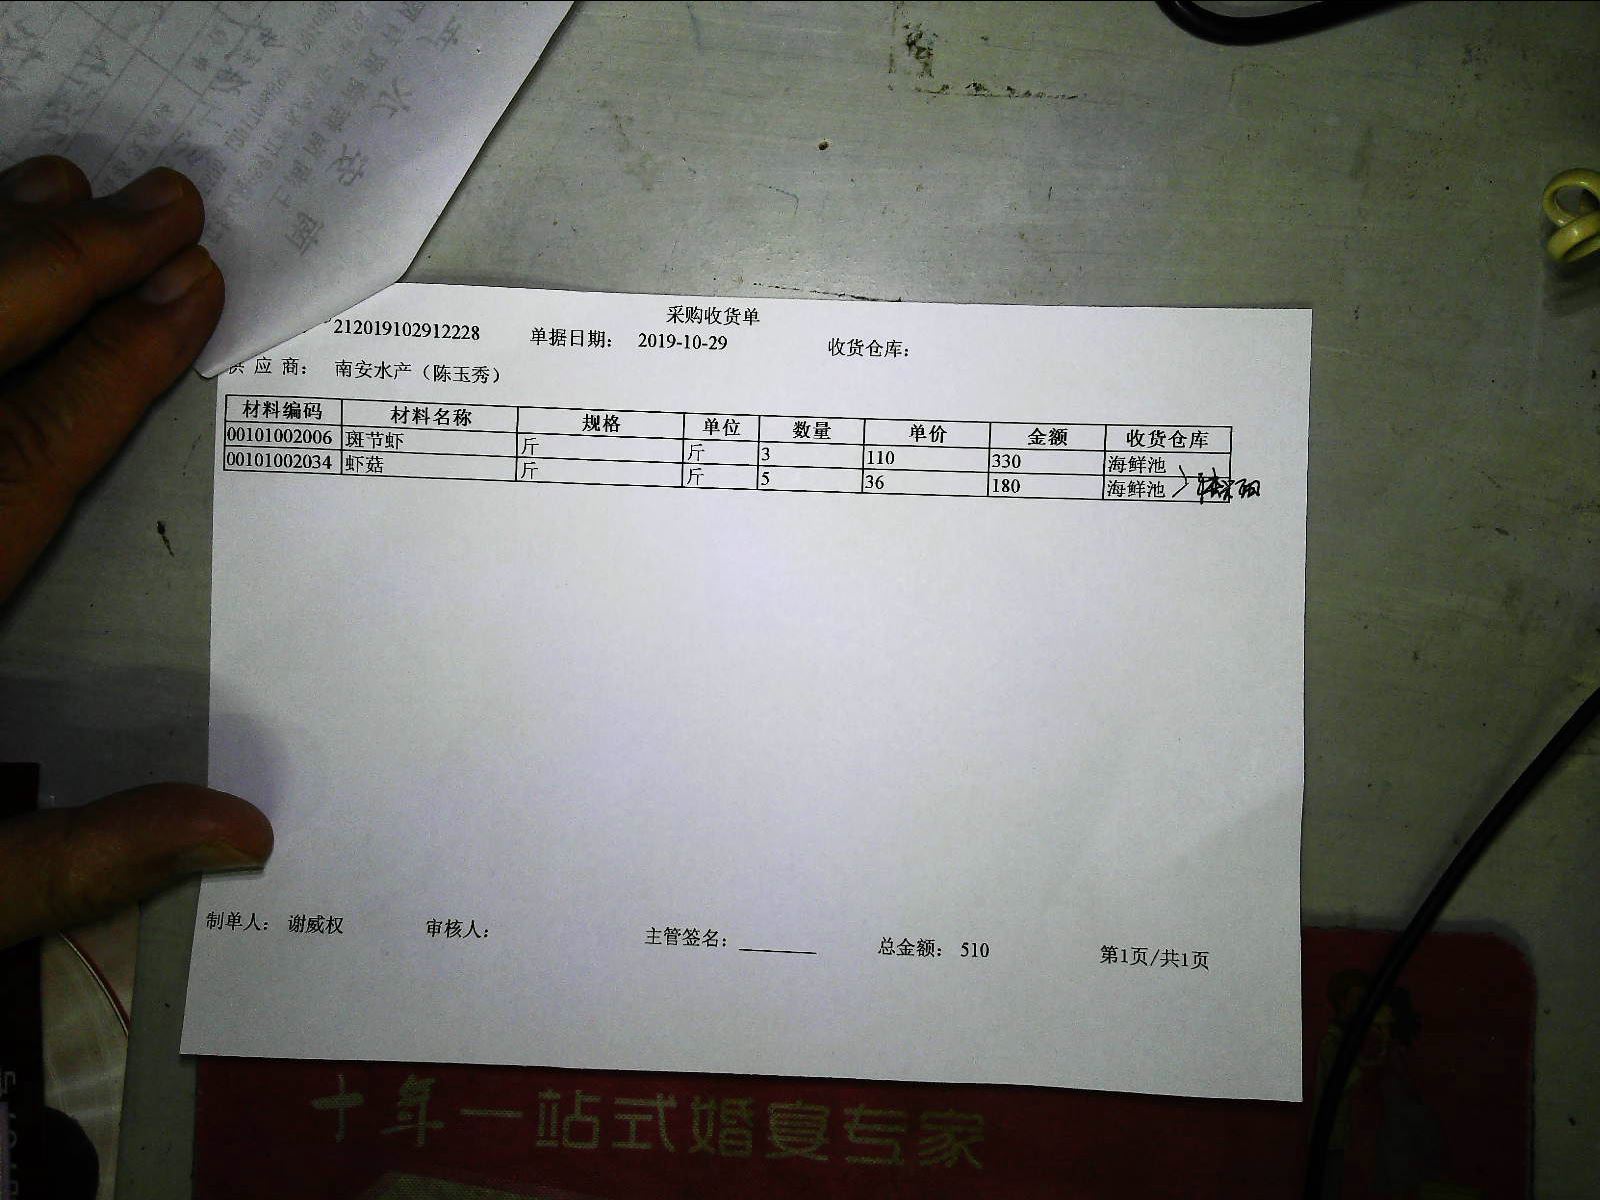 采购收货单
212019102912228 单据日期: 2019-10-29 收货仓库:
供应商: 南安水产（陈玉秀）
材料编码 材料名称 规格 单位 数量 单价 金额 收货仓库
00101002006 斑节虾 斤 斤 3 110 330 海鲜池
00101002034 虾菇 斤 斤 5 36 180 海鲜池
制单人: 谢威权 审核人: 主管签名: ________ 总金额: 510 第1页/共1页
十年一站式婚宴专家